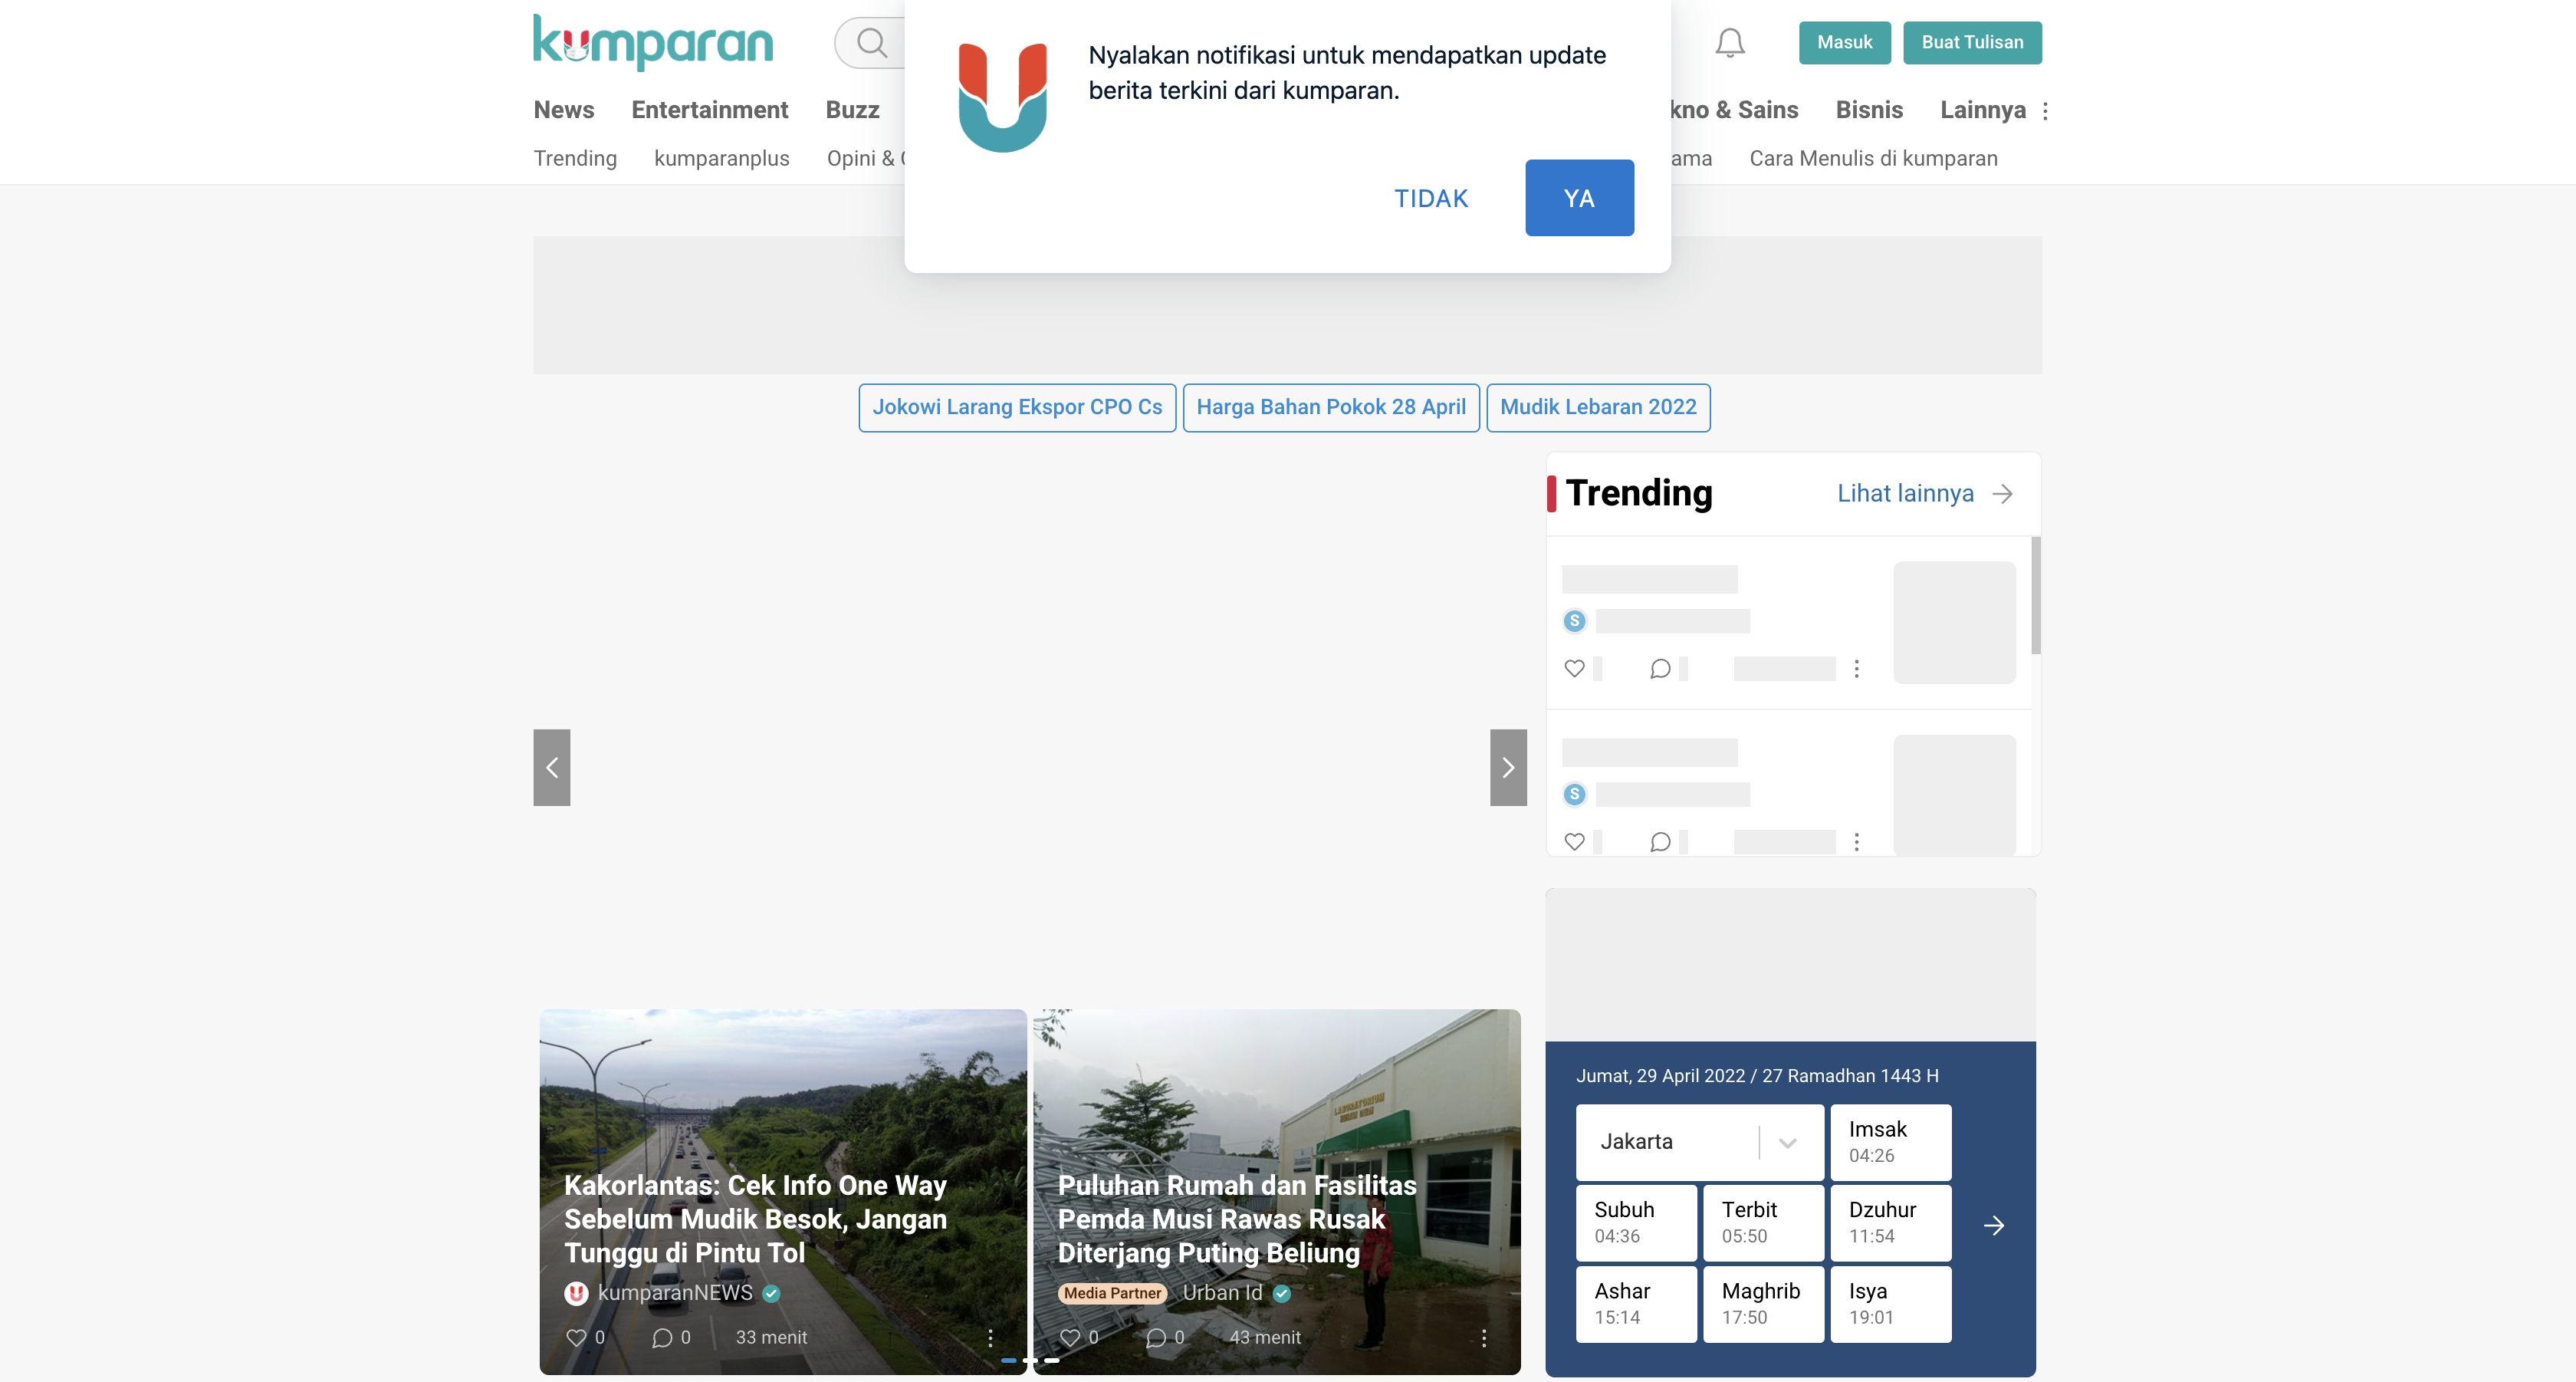 kumparan
Nyalakan notifikasi untuk mendapatkan update
berita terkini dari kumparan.
TIDAK
YA
Masuk
Buat Tulisan
News
Entertainment
Buzz
kno & Sains
Bisnis
Lainnya
Trending
kumparanplus
Opini &
ama
Cara Menulis di kumparan
Jokowi Larang Ekspor CPO Cs
Harga Bahan Pokok 28 April
Mudik Lebaran 2022
Trending
Lihat lainnya
S
S
LABORATORIUM
Kakorlantas: Cek Info One Way
Sebelum Mudik Besok, Jangan
Tunggu di Pintu Tol
kumparanNEWS
0
0
33 menit
Puluhan Rumah dan Fasilitas
Pemda Musi Rawas Rusak
Diterjang Puting Beliung
Media Partner Urban Id
0
0
43 menit
Jumat, 29 April 2022 / 27 Ramadhan 1443 H
Jakarta
Imsak
04:26
Subuh
04:36
Terbit
05:50
Dzuhur
11:54
Ashar
15:14
Maghrib
17:50
Isya
19:01